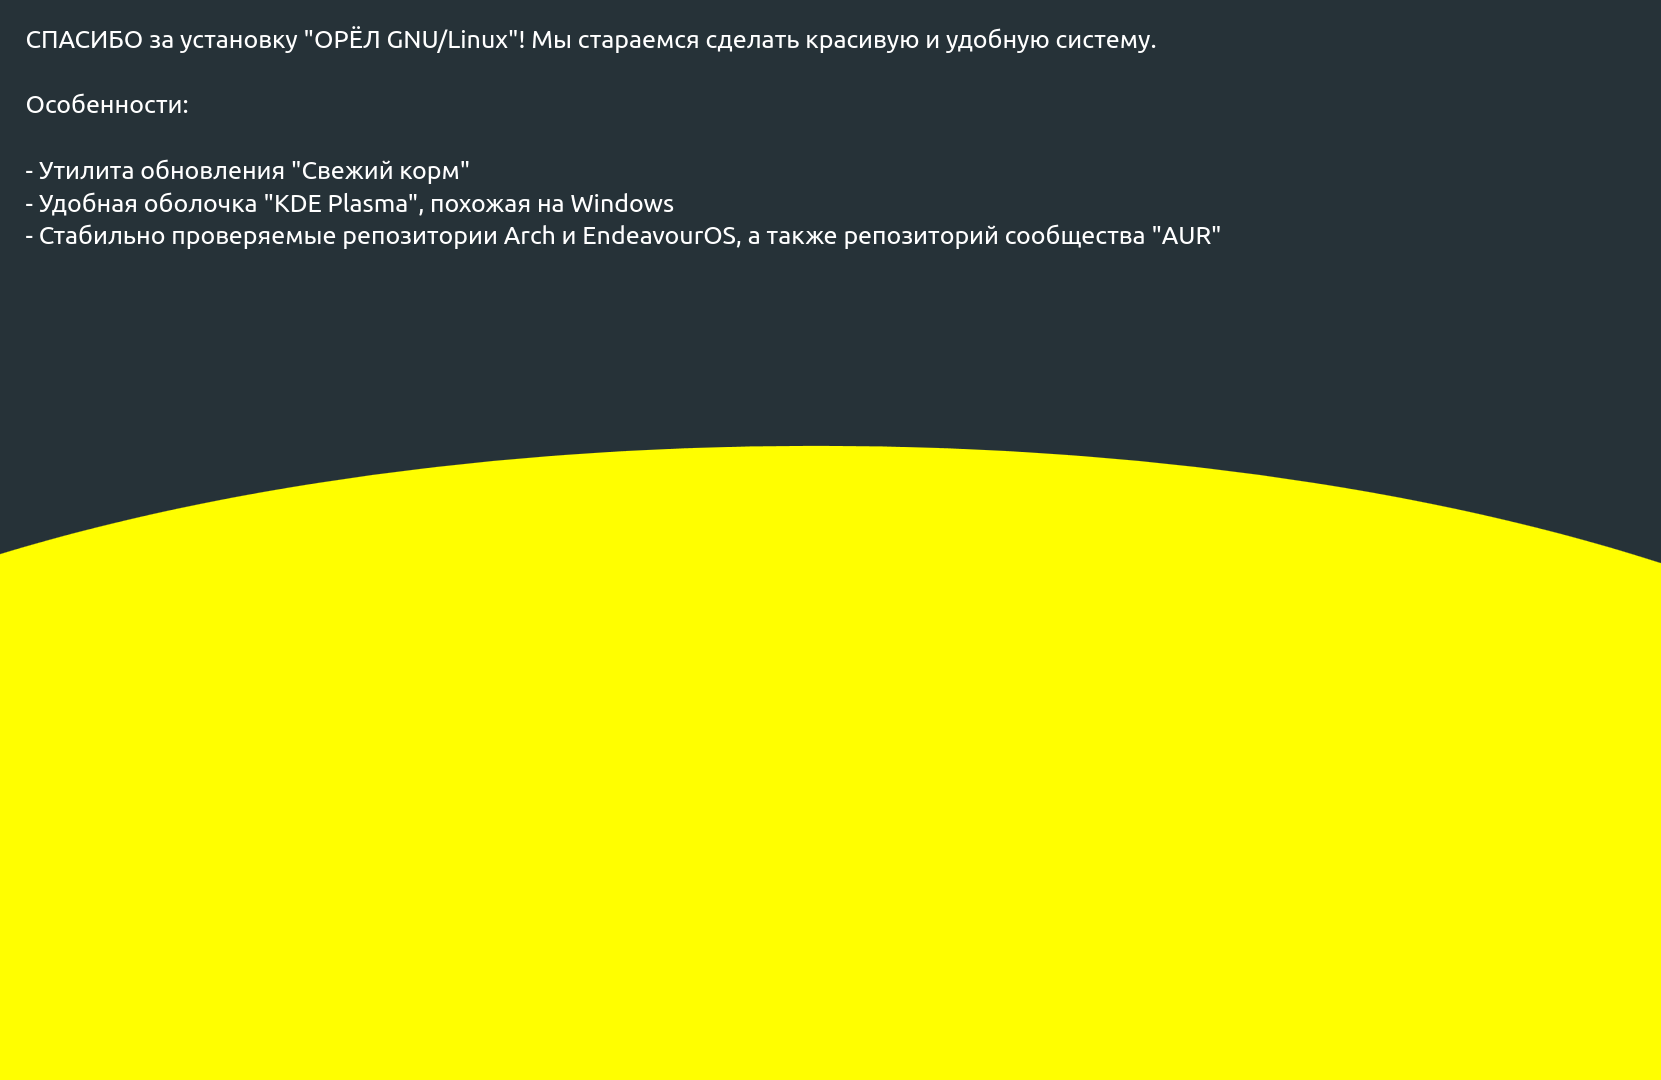 СПАСИБО за установку "ОРЁЛ GNU/Linux"! Мы стараемся сделать красивую и удобную систему.
Особенности:
- Утилита обновления "Свежий корм"
- Удобная оболочка "KDE Plasma", похожая на Windows
- Стабильно проверяемые репозитории Arch и EndeavourOS, а также репозиторий сообщества "AUR"